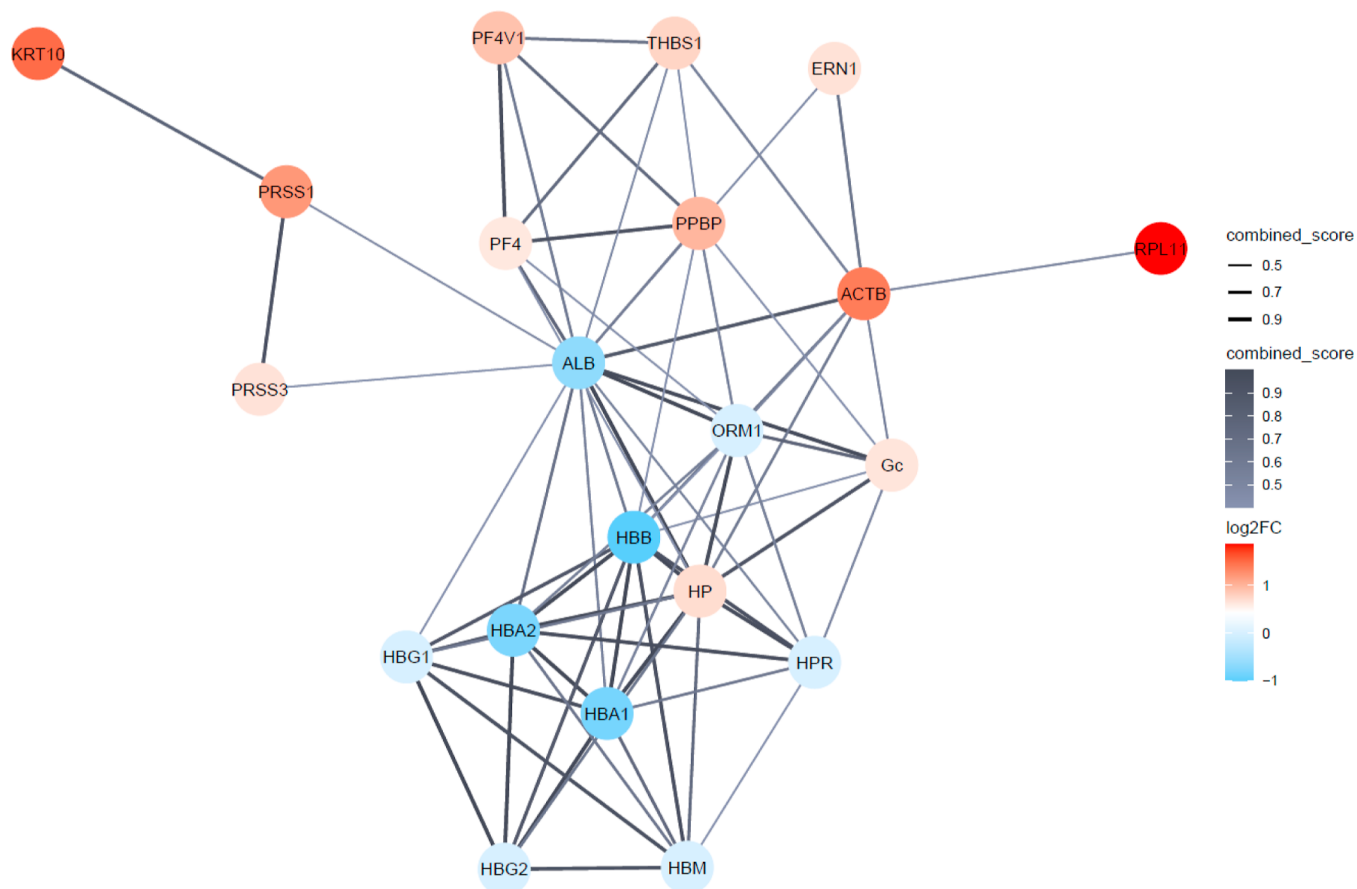 PF4V1
THBS1
KRT10
ERN1
PRSS1
PPBP
PF4
RPL11
ACTB
ALB
PRSS3
ORM1
Gc
HBB
HP
HBA2
HBG1
HPR
HBA1
HBG2
HBM
combined_score
0.5
0.7
0.9
combined_score
0.9
0.8
0.7
0.6
0.5
log2FC
1
0
−1